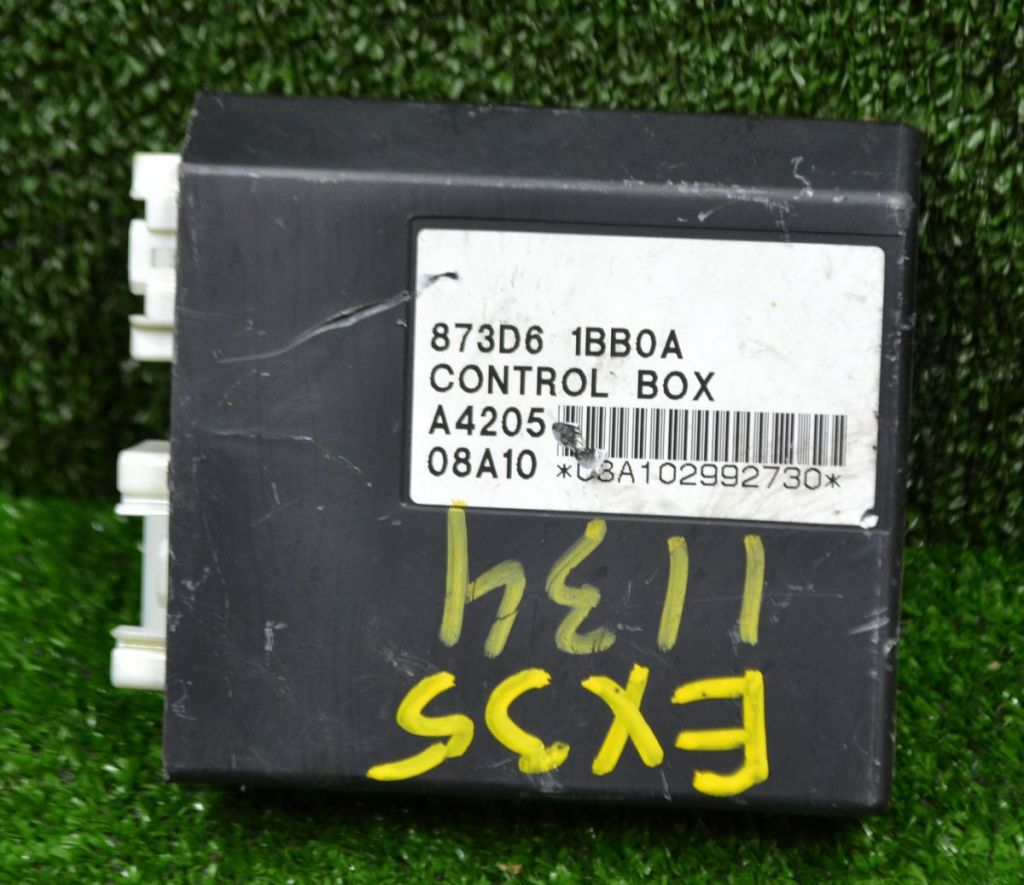 873D6 1BB0A
CONTROL BOX
A4205
08A10 *08A102992730*
EX35
1134